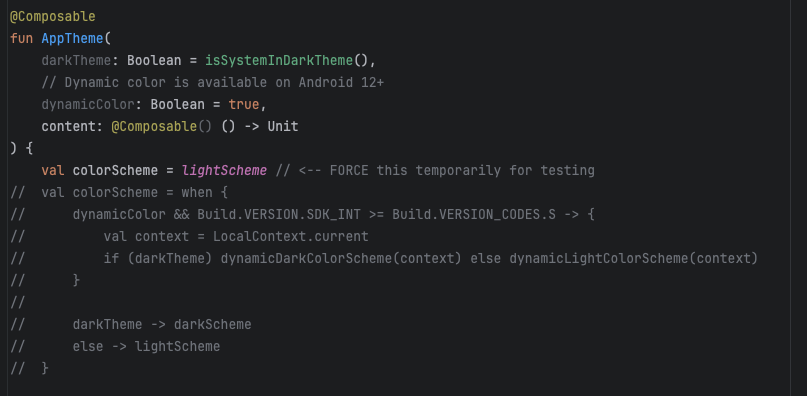 @Composable
fun AppTheme(
    darkTheme: Boolean = isSystemInDarkTheme(),
    // Dynamic color is available on Android 12+
    dynamicColor: Boolean = true,
    content: @Composable() () -> Unit
) {
    val colorScheme = lightScheme // <-- FORCE this temporarily for testing
//  val colorScheme = when {
//      dynamicColor && Build.VERSION.SDK_INT >= Build.VERSION_CODES.S -> {
//          val context = LocalContext.current
//          if (darkTheme) dynamicDarkColorScheme(context) else dynamicLightColorScheme(context)
//      }
//
//      darkTheme -> darkScheme
//      else -> lightScheme
//  }